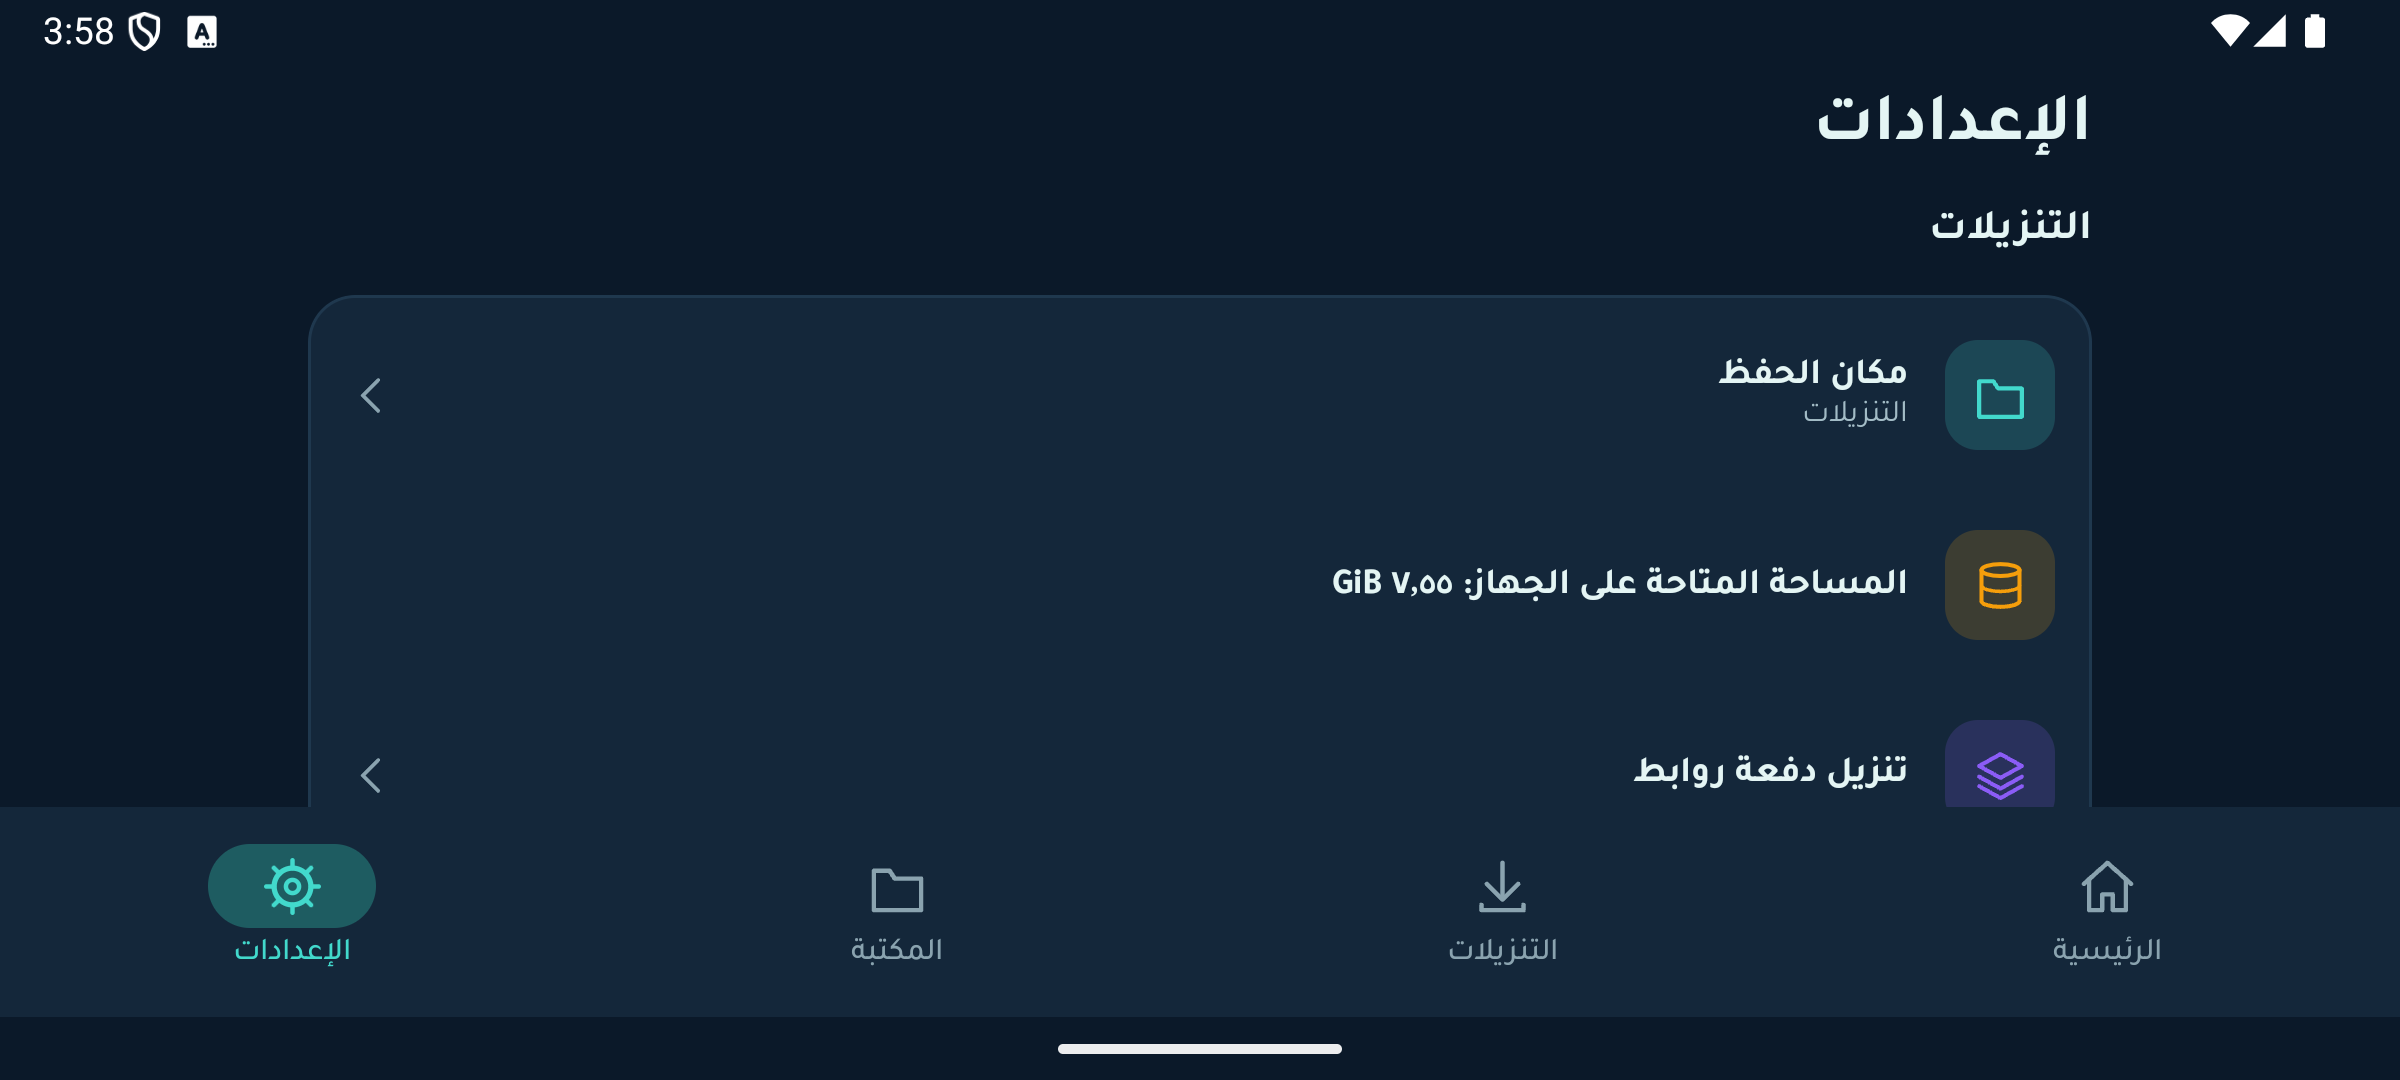 3:58
الإعدادات
التنزيلات
مكان الحفظ
التنزيلات
المساحة المتاحة على الجهاز: ٧,٥٥ GiB
تنزيل دفعة روابط
الرئيسية
التنزيلات
المكتبة
الإعدادات